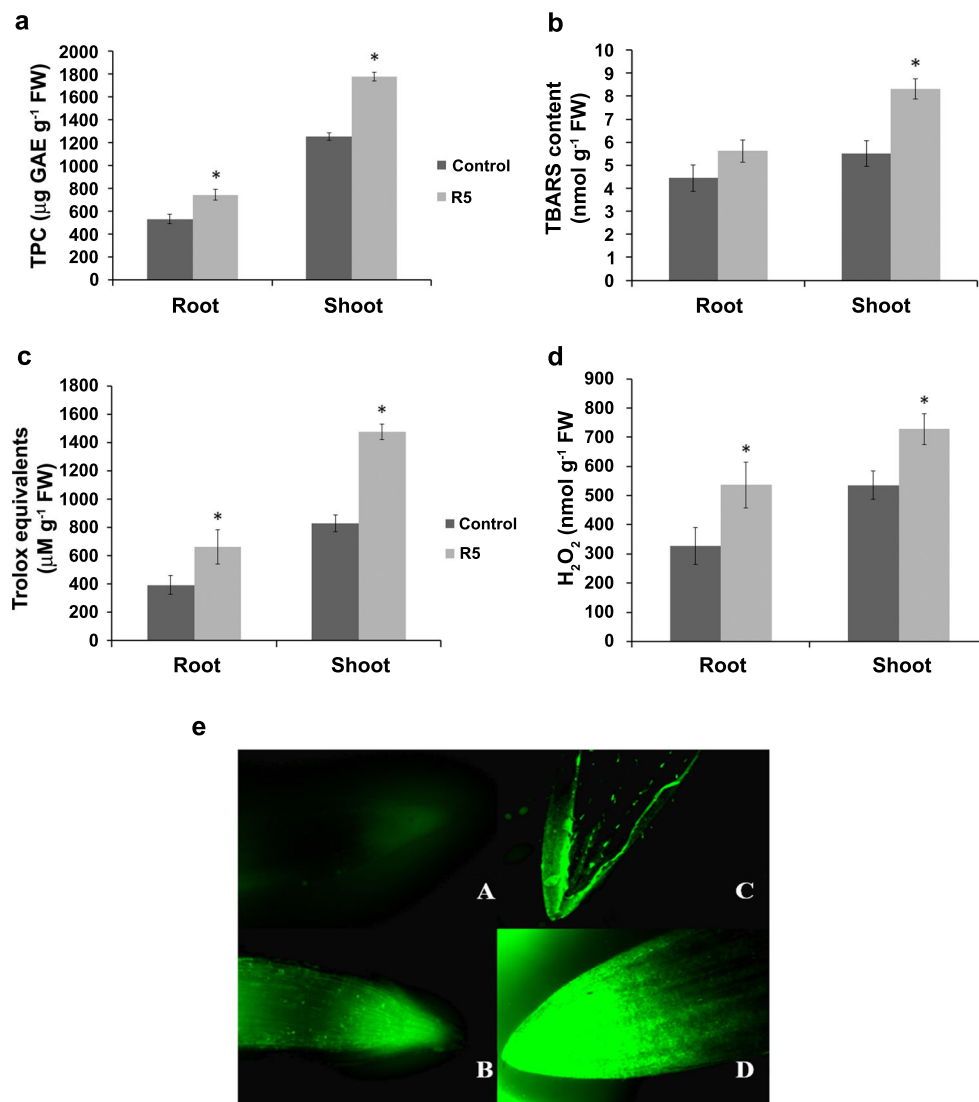 a
TPC (µg GAE g-1 FW)
2000
1800
1600
1400
1200
1000
800
600
400
200
0
*
*
Root
Shoot
Control
R5
b
TBARS content
(nmol g-1 FW)
10
9
8
7
6
5
4
3
2
1
0
*
Root
Shoot
c
Trolox equivalents
(µM g-1 FW)
1800
1600
1400
1200
1000
800
600
400
200
0
*
*
Root
Shoot
Control
R5
d
H2O2 (nmol g-1 FW
900
800
700
600
500
400
300
200
100
0
*
*
Root
Shoot
e
A
C
B
D